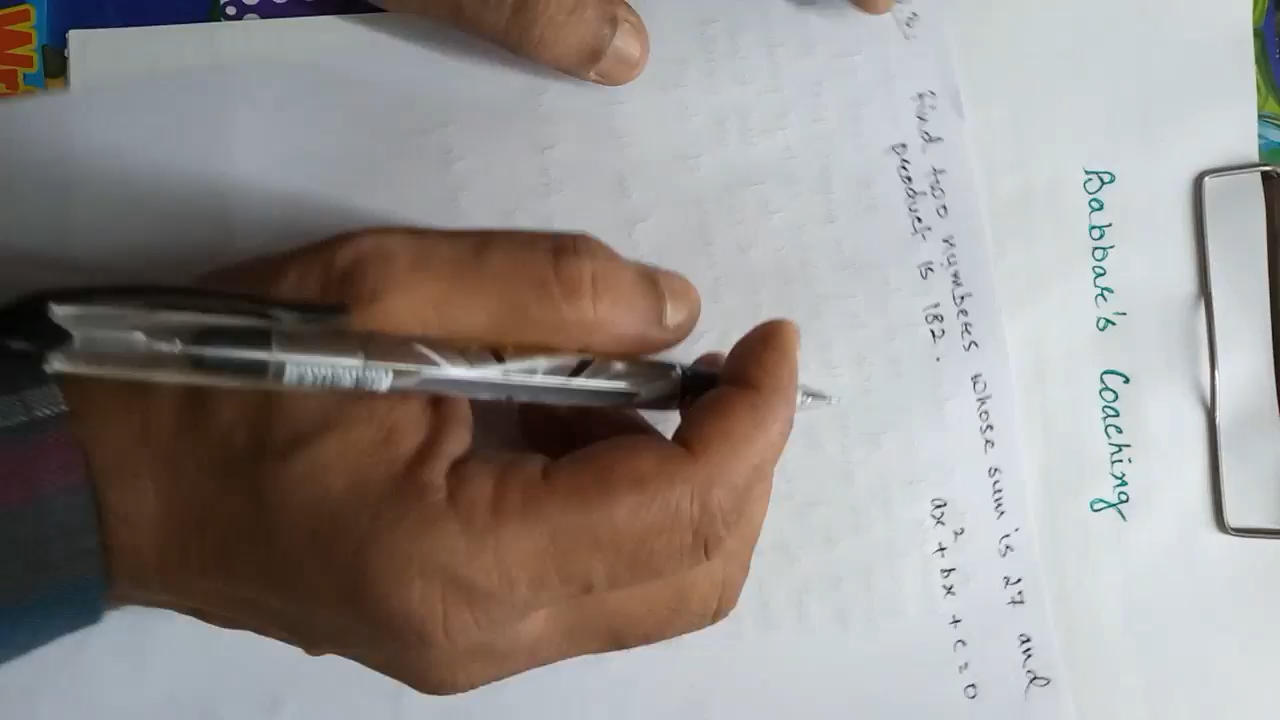 Babbar's Coaching
Find two numbers whose sum is 27 and
product is 182.
ax² + bx + c = 0